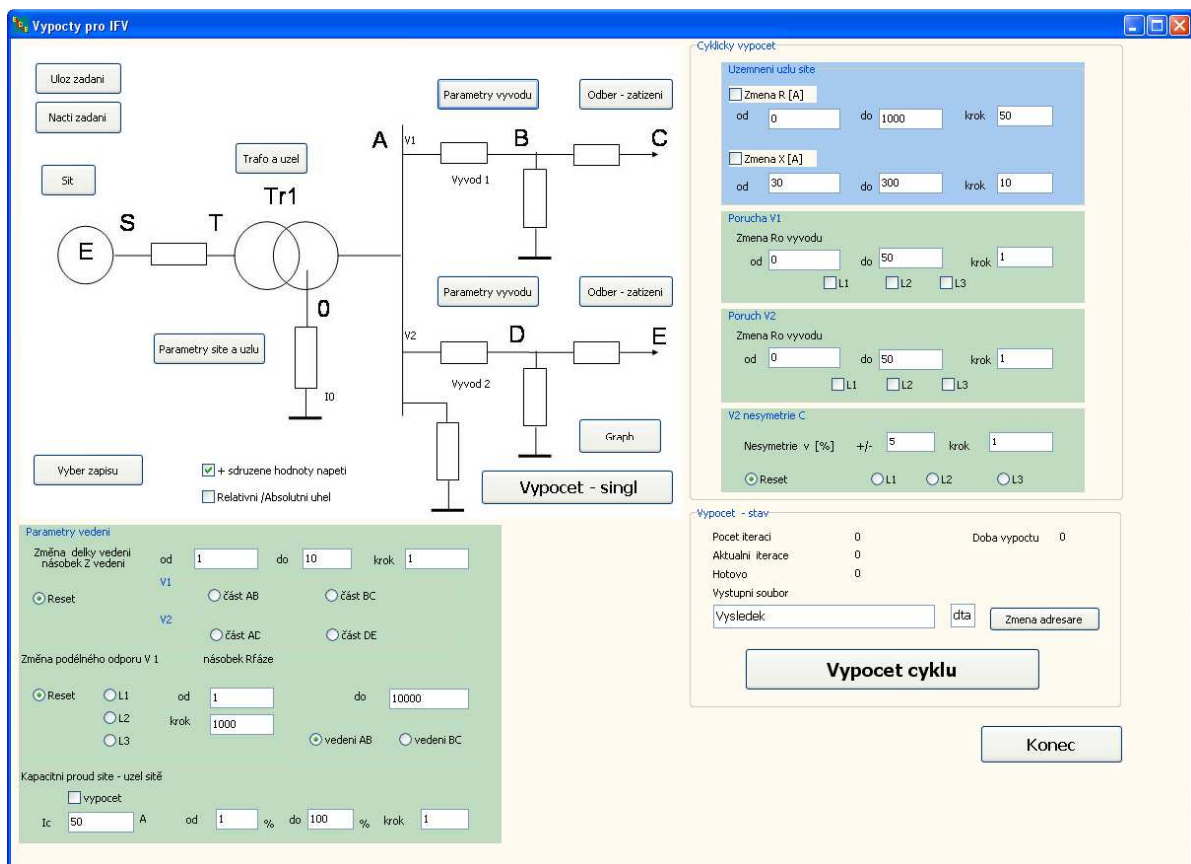 Vypocty pro IFV
Uloz zadani
Nacti zadani
Sit
Trafo a uzel
Parametry vyvodu
Odber - zatizeni
A
V1
B
C
Vyvod 1
S
T
Tr1
E
0
Parametry site a uzlu
I0
Parametry vyvodu
Odber - zatizeni
V2
D
E
Vyvod 2
Graph
Vyber zapisu
+ sdruzene hodnoty napeti
Relativni /Absolutni uhel
Vypocet - singl
Parametry vedeni
Změna delky vedeni
násobek Z vedeni
od 1 do 10 krok 1
V1
Reset
část AB část BC
V2
část AD část DE
Změna podélného odporu V 1 násobek Rfáze
Reset L1 od 1 do 10000
L2 krok 1000
L3 vedeni AB vedeni BC
Kapacitni proud site - uzel sitě
vypocet
Ic 50 A od 1 % do 100 % krok 1
Cyklicky vypocet
Uzemneni uzlu site
Zmena R [A]
od 0 do 1000 krok 50
Zmena X [A]
od 30 do 300 krok 10
Porucha V1
Zmena Ro vyvodu
od 0 do 50 krok 1
L1 L2 L3
Poruch V2
Zmena Ro vyvodu
od 0 do 50 krok 1
L1 L2 L3
V2 nesymetrie C
Nesymetrie v [%] +/- 5 krok 1
Reset L1 L2 L3
Vypocet - stav
Pocet iteraci 0 Doba vypoctu 0
Aktualni iterace 0
Hotovo 0
Vystupni soubor
Vysledek dta Zmena adresare
Vypocet cyklu
Konec